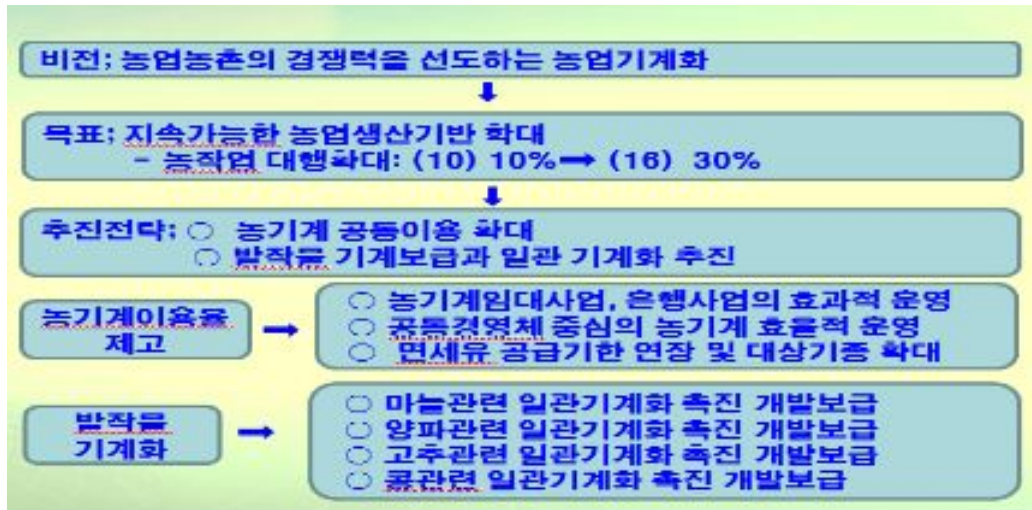 비전; 농업농촌의 경쟁력을 선도하는 농업기계화
목표; 지속가능한 농업생산기반 확대
- 농작업 대행확대: (10) 10%➡ (16) 30%
추진전략; ○ 농기계 공동이용 확대
○ 밭작물 기계보급과 일관 기계화 추진
농기계이용율
제고
○ 농기계임대사업, 은행사업의 효과적 운영
○ 공동경영체 중심의 농기계 효율적 운영
○ 면세유 공급기한 연장 및 대상기종 확대
밭작물
기계화
○ 마늘관련 일관기계화 촉진 개발보급
○ 양파관련 일관기계화 촉진 개발보급
○ 고추관련 일관기계화 촉진 개발보급
○ 콩관련 일관기계화 촉진 개발보급